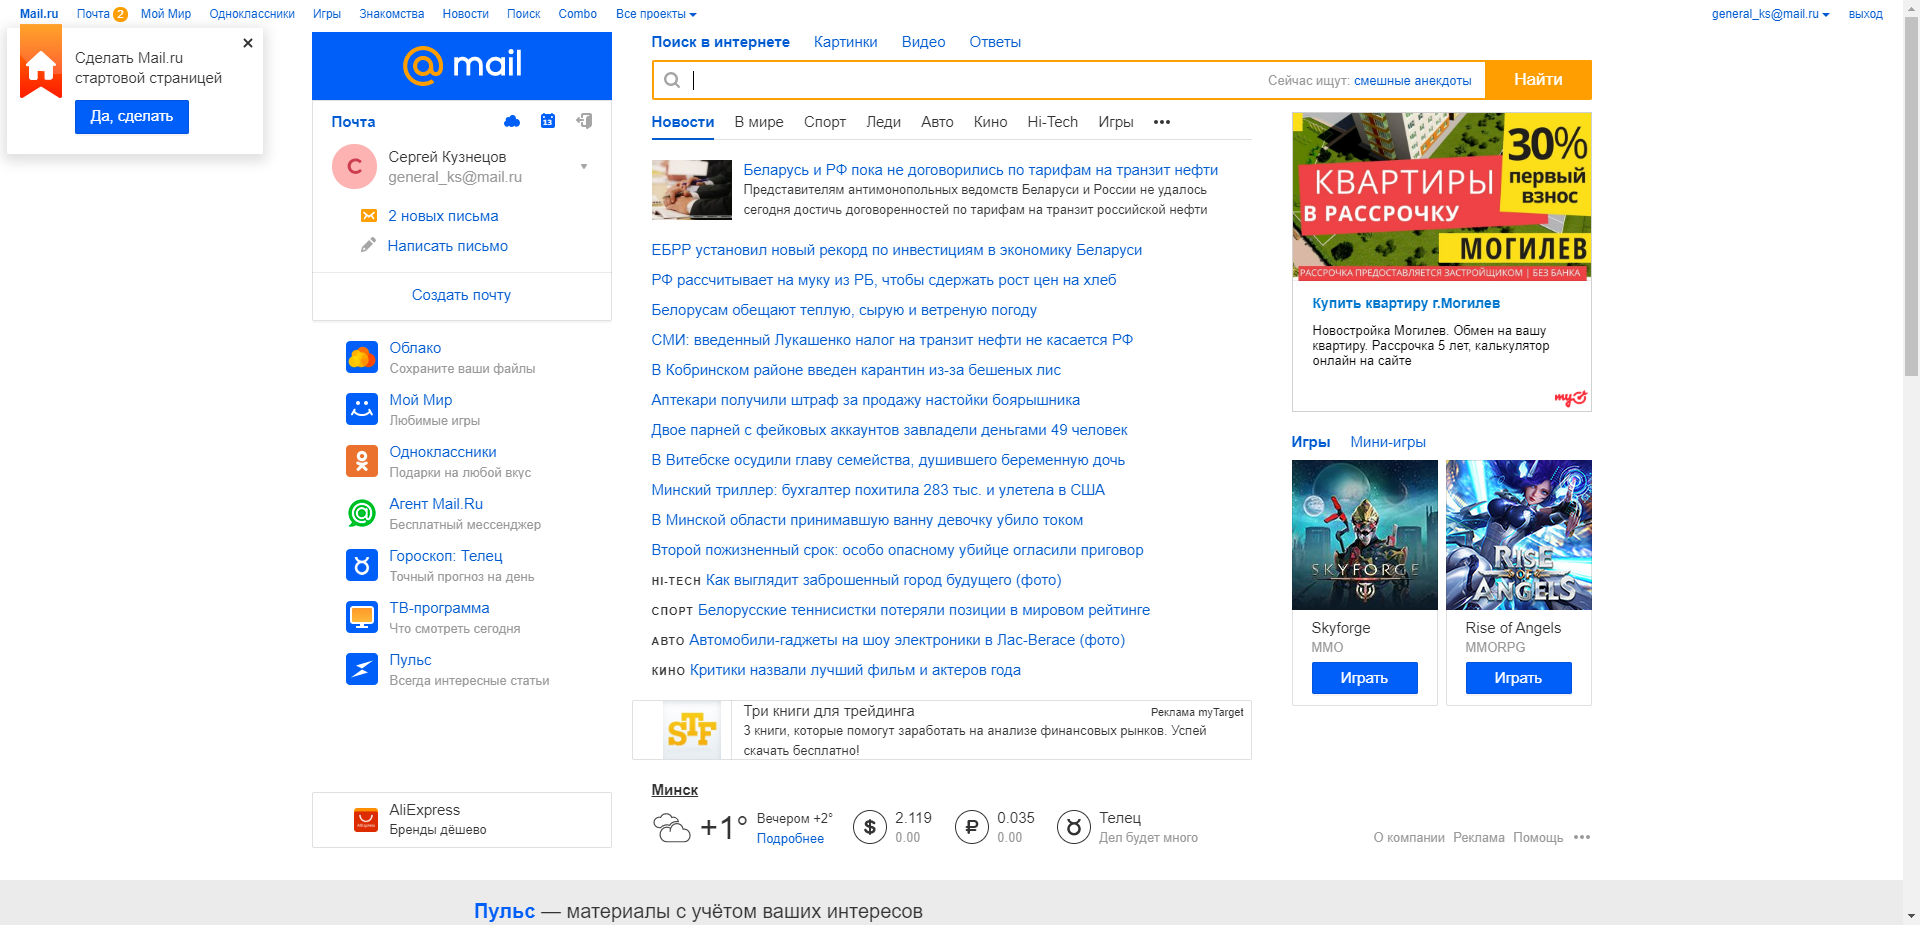 Mail.ru Почта 2 Мой Мир Одноклассники Игры Знакомства Новости Поиск Combo Все проекты
general_ks@mail.ru выход
Сделать Mail.ru
стартовой страницей
Да, сделать
@mail
Почта
13
С
Сергей Кузнецов
general_ks@mail.ru
2 новых письма
Написать письмо
Создать почту
Облако
Сохраните ваши файлы
Мой Мир
Любимые игры
Одноклассники
Подарки на любой вкус
Агент Mail.Ru
Бесплатный мессенджер
Гороскоп: Телец
Точный прогноз на день
ТВ-программа
Что смотреть сегодня
Пульс
Всегда интересные статьи
AliExpress
Бренды дёшево
Поиск в интернете Картинки Видео Ответы
Сейчас ищут: смешные анекдоты
Найти
Новости В мире Спорт Леди Авто Кино Hi-Tech Игры •••
Беларусь и РФ пока не договорились по тарифам на транзит нефти
Представителям антимонопольных ведомств Беларуси и России не удалось
сегодня достичь договоренностей по тарифам на транзит российской нефти
ЕБРР установил новый рекорд по инвестициям в экономику Беларуси
РФ рассчитывает на муку из РБ, чтобы сдержать рост цен на хлеб
Белорусам обещают теплую, сырую и ветреную погоду
СМИ: введенный Лукашенко налог на транзит нефти не касается РФ
В Кобринском районе введен карантин из-за бешеных лис
Аптекари получили штраф за продажу настойки боярышника
Двое парней с фейковых аккаунтов завладели деньгами 49 человек
В Витебске осудили главу семейства, душившего беременную дочь
Минский триллер: бухгалтер похитила 283 тыс. и улетела в США
В Минской области принимавшую ванну девочку убило током
Второй пожизненный срок: особо опасному убийце огласили приговор
HI-TECH Как выглядит заброшенный город будущего (фото)
СПОРТ Белорусские теннисистки потеряли позиции в мировом рейтинге
АВТО Автомобили-гаджеты на шоу электроники в Лас-Вегасе (фото)
КИНО Критики назвали лучший фильм и актеров года
STF
Три книги для трейдинга
Реклама myTarget
3 книги, которые помогут заработать на анализе финансовых рынков. Успей
скачать бесплатно!
Минск
+1° Вечером +2°
Подробнее
$ 2.119
0.00
₽ 0.035
0.00
Телец
Дел будет много
30%
первый
взнос
КВАРТИРЫ
В РАССРОЧКУ
МОГИЛЕВ
РАССРОЧКА ПРЕДОСТАВЛЯЕТСЯ ЗАСТРОЙЩИКОМ | БЕЗ БАНКА
Купить квартиру г.Могилев
Новостройка Могилев. Обмен на вашу
квартиру. Рассрочка 5 лет, калькулятор
онлайн на сайте
my
Игры Мини-игры
SKYFORGE
RISE OF ANGELS
Skyforge
MMO
Играть
Rise of Angels
MMORPG
Играть
О компании Реклама Помощь •••
Пульс — материалы с учётом ваших интересов